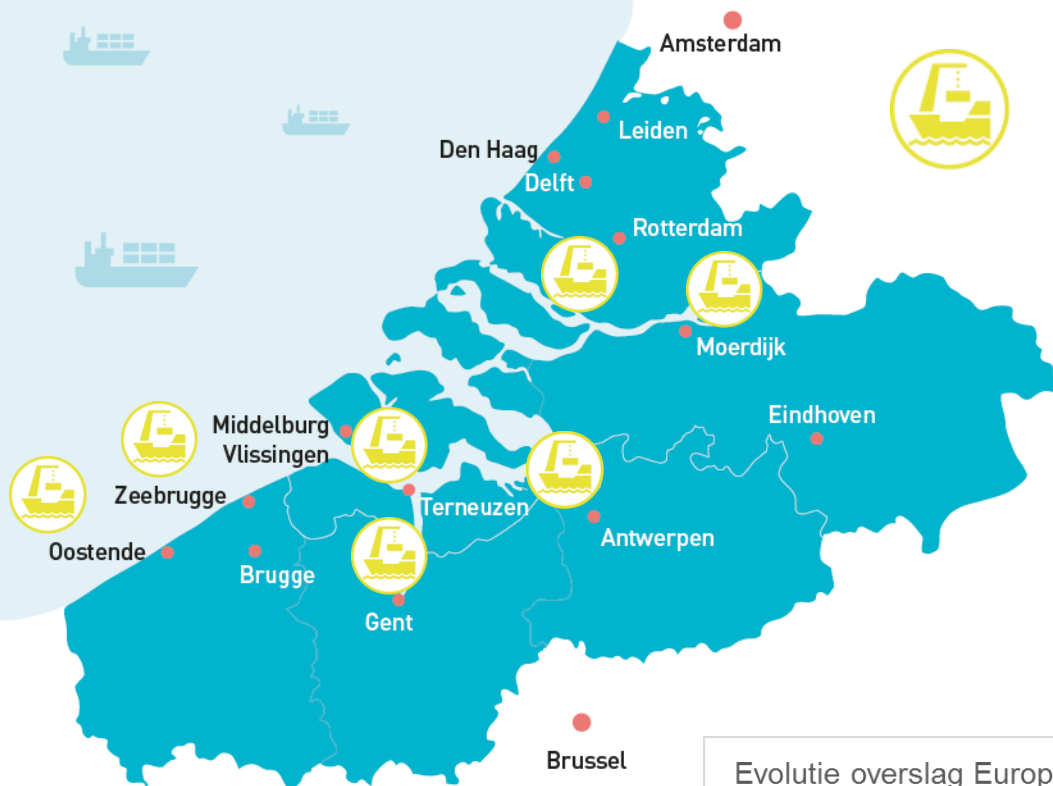 Amsterdam
Leiden
Den Haag
Delft
Rotterdam
Moerdijk
Eindhoven
Middelburg
Vlissingen
Zeebrugge
Terneuzen
Oostende
Antwerpen
Brugge
Gent
Brussel
Evolutie overslag Europ